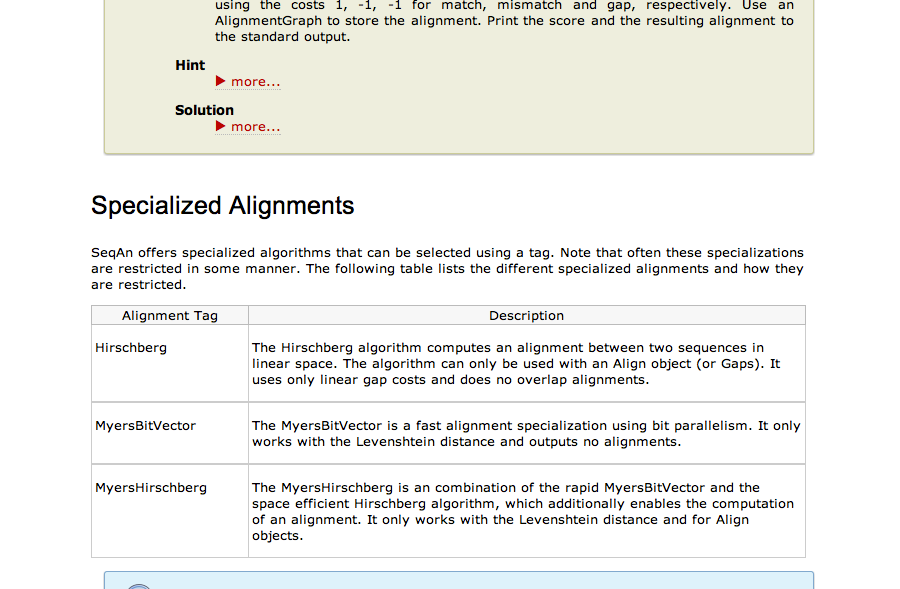 using the costs 1, -1, -1 for match, mismatch and gap, respectively. Use an
AlignmentGraph to store the alignment. Print the score and the resulting alignment to
the standard output.
Hint
more...
Solution
more...
Specialized Alignments
SeqAn offers specialized algorithms that can be selected using a tag. Note that often these specializations
are restricted in some manner. The following table lists the different specialized alignments and how they
are restricted.
Alignment Tag
Description
Hirschberg
The Hirschberg algorithm computes an alignment between two sequences in
linear space. The algorithm can only be used with an Align object (or Gaps). It
uses only linear gap costs and does no overlap alignments.
MyersBitVector
The MyersBitVector is a fast alignment specialization using bit parallelism. It only
works with the Levenshtein distance and outputs no alignments.
MyersHirschberg
The MyersHirschberg is an combination of the rapid MyersBitVector and the
space efficient Hirschberg algorithm, which additionally enables the computation
of an alignment. It only works with the Levenshtein distance and for Align
objects.